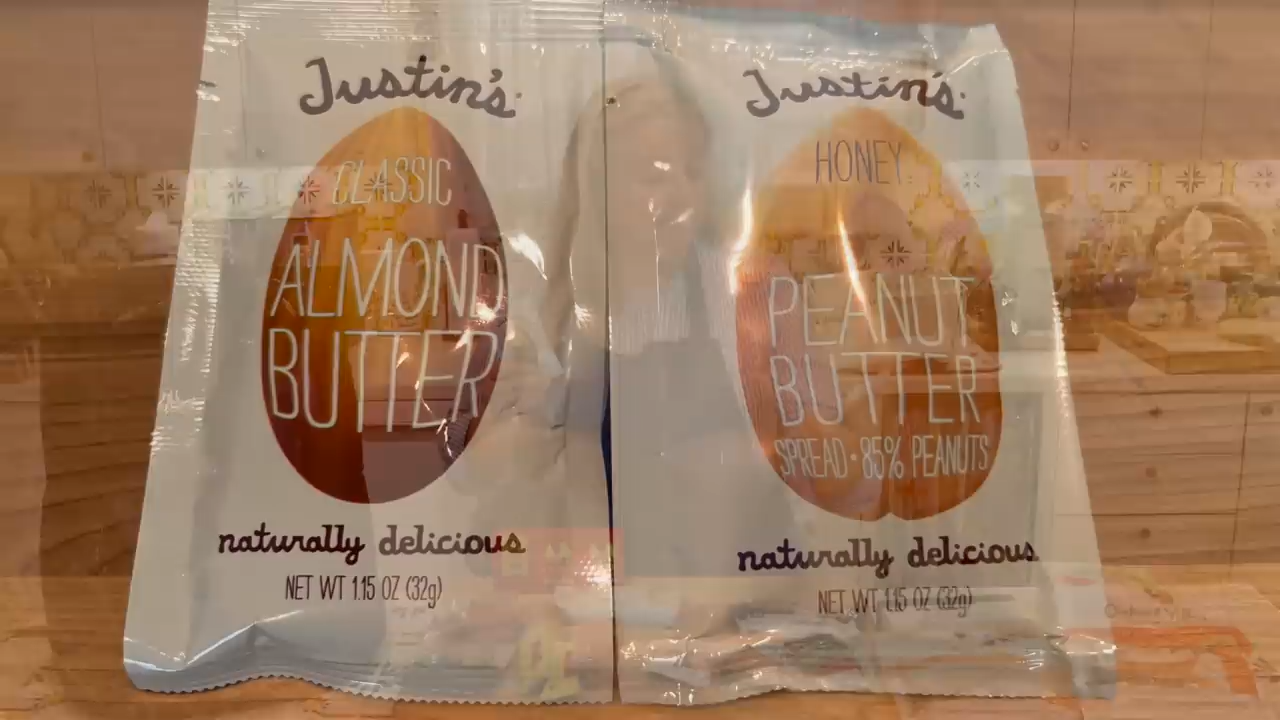 Justin's
CLASSIC
ALMOND
BUTTER
naturally delicious
NET WT 1.15 OZ (32g)
Justin's
HONEY
PEANUT
BUTTER
SPREAD • 85% PEANUTS
naturally delicious
NET WT 1.15 OZ (32g)